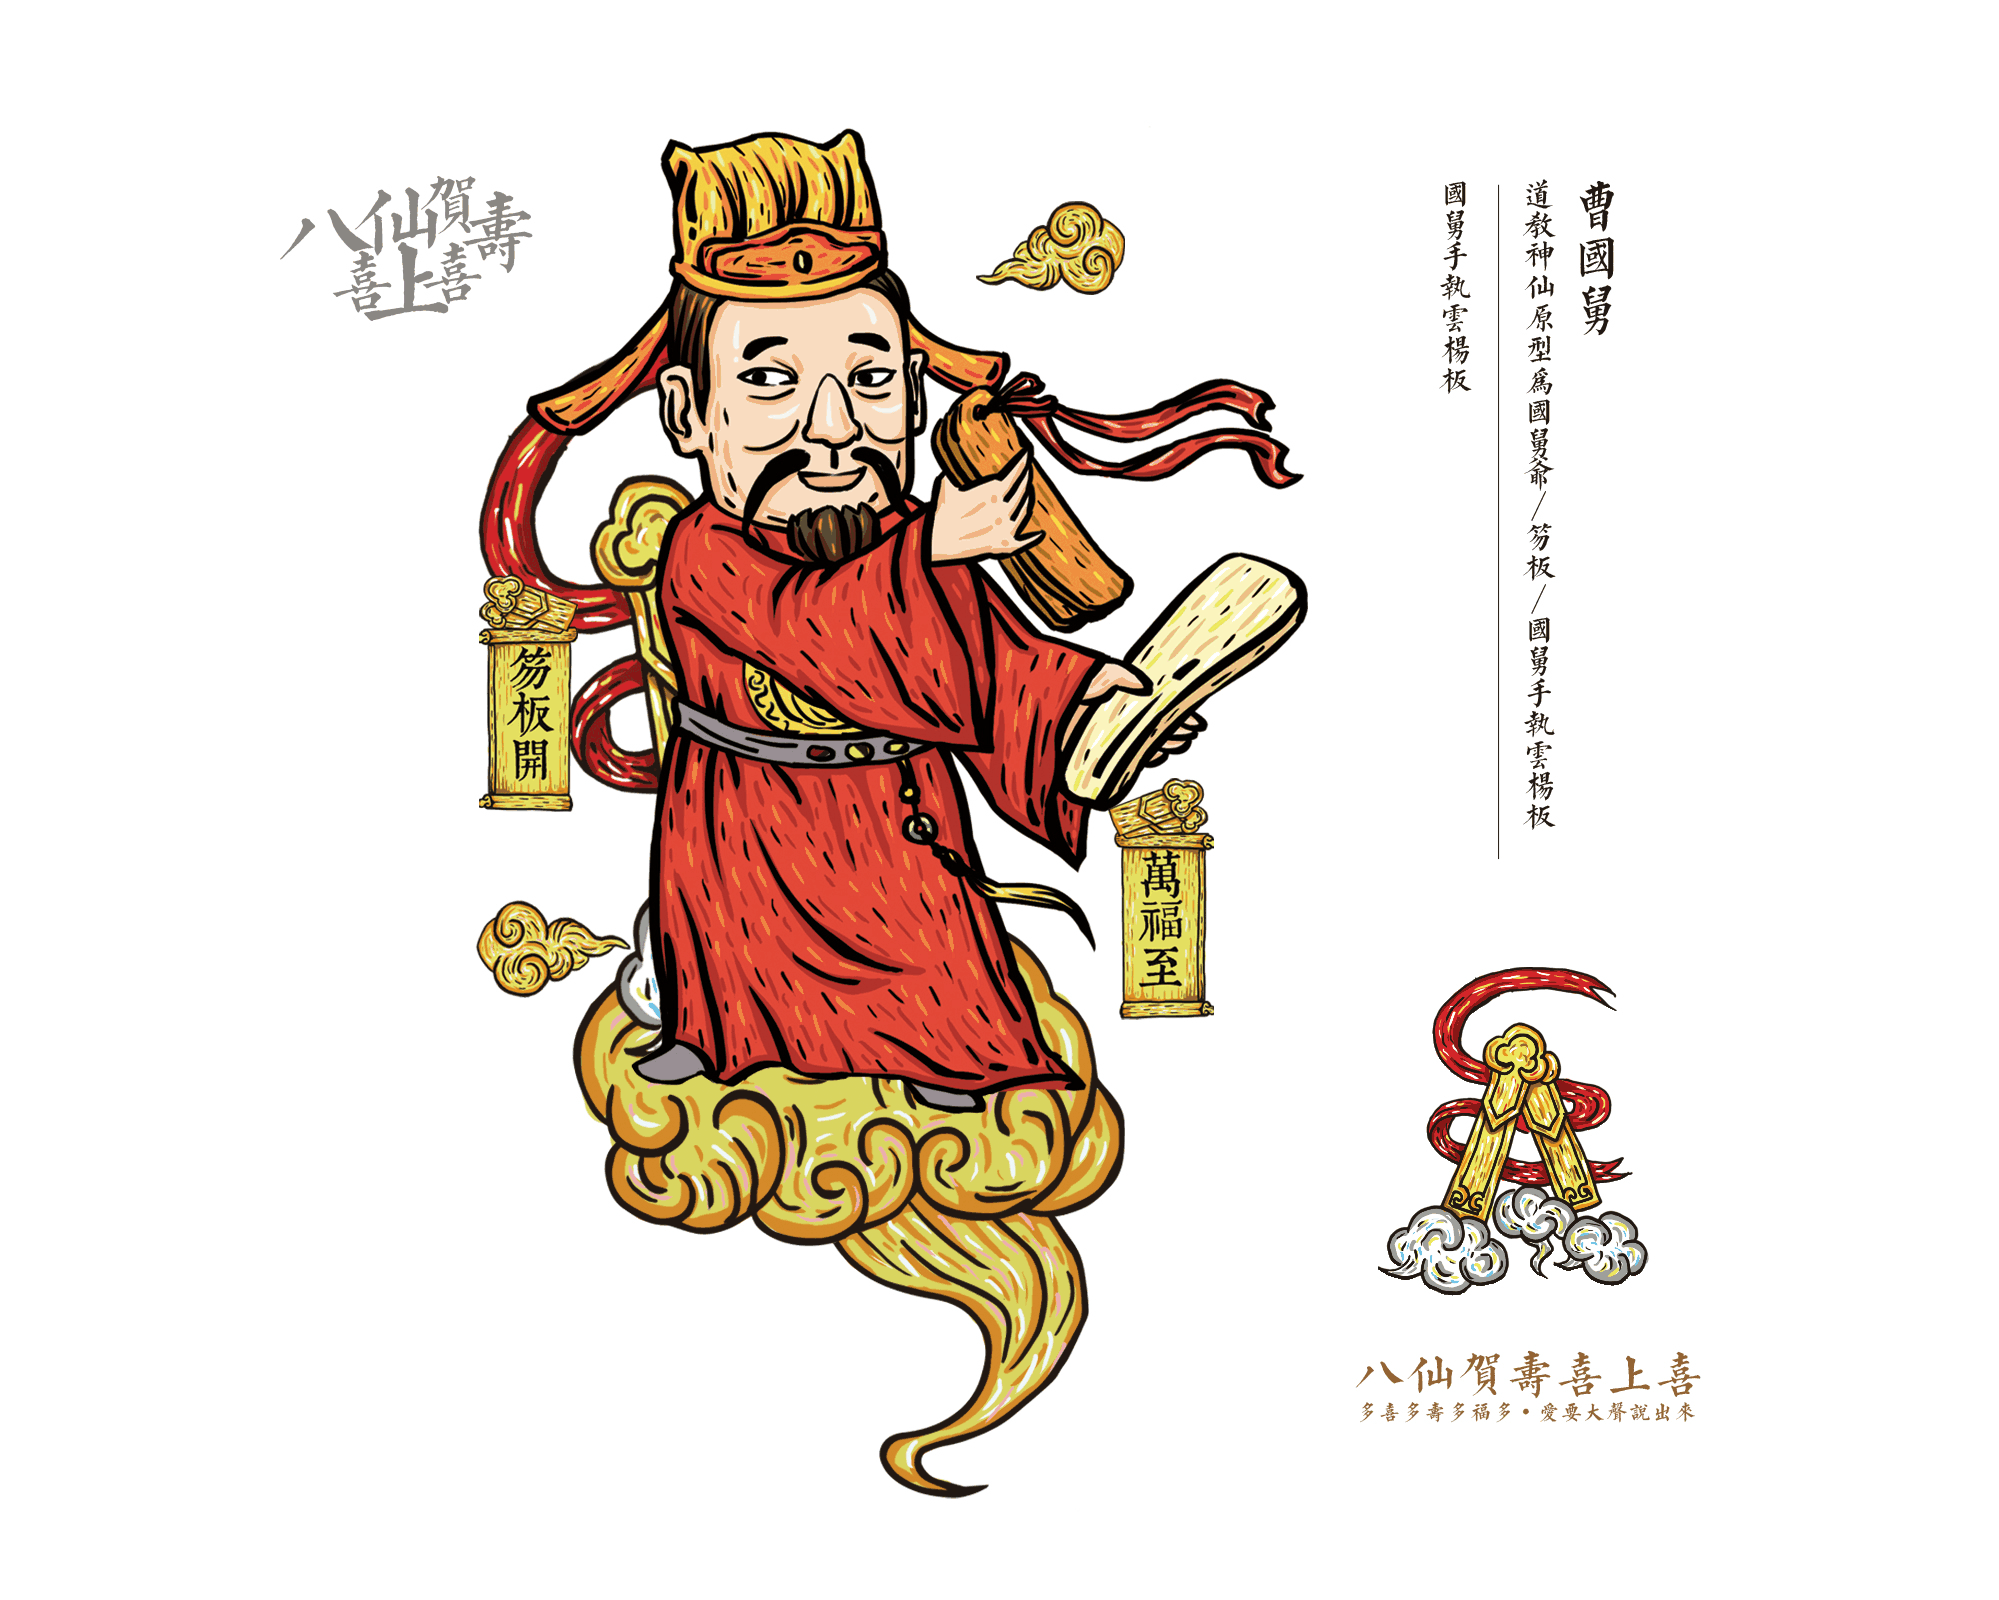 八仙賀壽
喜上喜
曹國舅
道教神仙原型爲國舅爺/笏板/國舅手執雲楊板
國舅手執雲楊板
笏板開
萬福至
八仙賀壽喜上喜
多喜多壽多福多·愛要大聲說出來